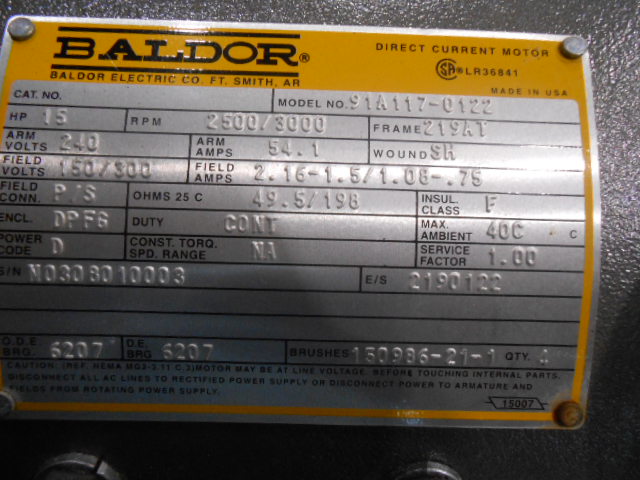 BALDOR®
DIRECT CURRENT MOTOR
BALDOR ELECTRIC CO. FT. SMITH, AR
SA®LR36841
MADE IN USA
CAT. NO. MODEL NO. 91A117-0122
HP 15 RPM 2500/3000 FRAME 219AT
ARM VOLTS 240 ARM AMPS 54.1 WOUND SH
FIELD VOLTS 150/300 FIELD AMPS 2.16-1.5/1.08-.75
FIELD CONN. P/S OHMS 25 C 49.5/198 INSUL. CLASS F
ENCL. DPFG DUTY CONT MAX. AMBIENT 40C C
POWER CODE D CONST. TORQ. SPD. RANGE NA SERVICE FACTOR 1.00
S/N M0308010003 E/S 2190122
O.D.E. BRG. 6207 D.E. BRG 6207 BRUSHES 150986-21-1 QTY. 4
CAUTION: (REF. NEMA MG2-3.11 C.3) MOTOR MAY BE AT LINE VOLTAGE. BEFORE TOUCHING INTERNAL PARTS.
DISCONNECT ALL AC LINES TO RECTIFIED POWER SUPPLY OR DISCONNECT POWER TO ARMATURE AND
FIELDS FROM ROTATING POWER SUPPLY.
15007